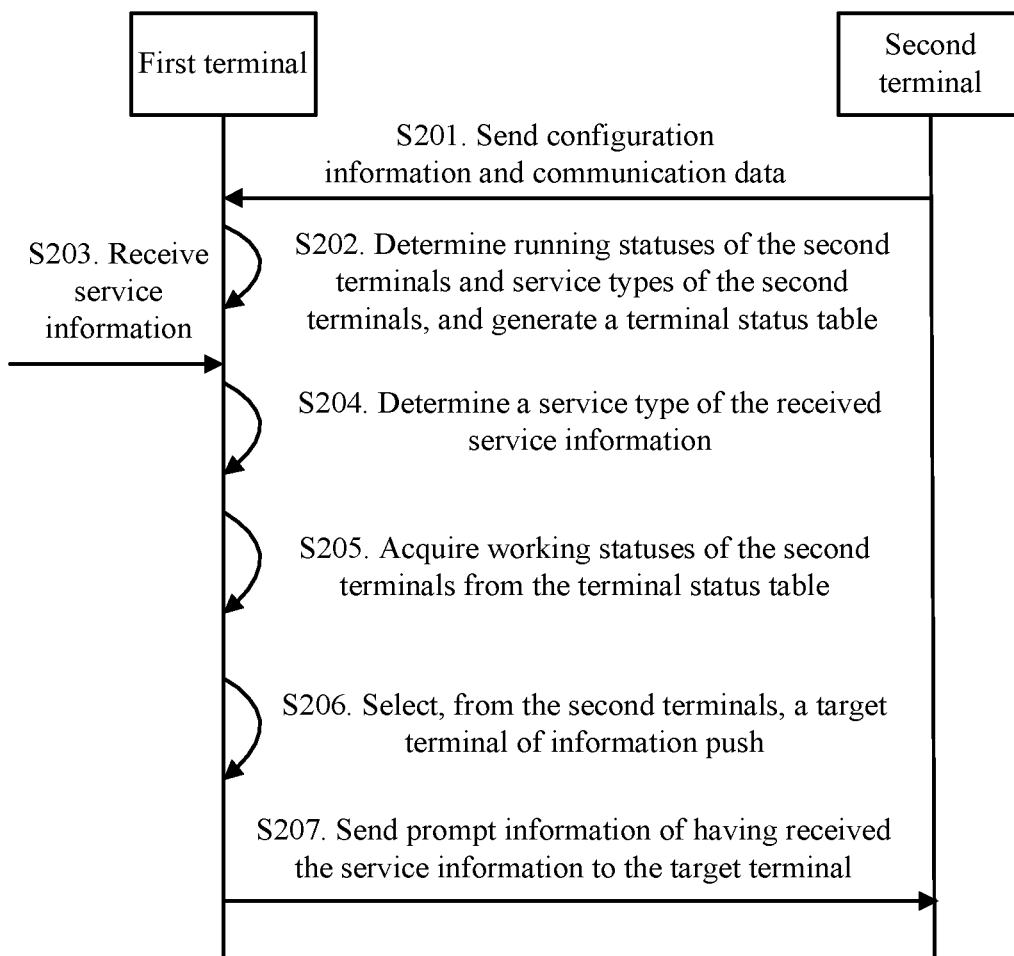 First terminal
Second
terminal
S201. Send configuration
information and communication data
S203. Receive
service
information
S202. Determine running statuses of the second
terminals and service types of the second
terminals, and generate a terminal status table
S204. Determine a service type of the received
service information
S205. Acquire working statuses of the second
terminals from the terminal status table
S206. Select, from the second terminals, a target
terminal of information push
S207. Send prompt information of having received
the service information to the target terminal